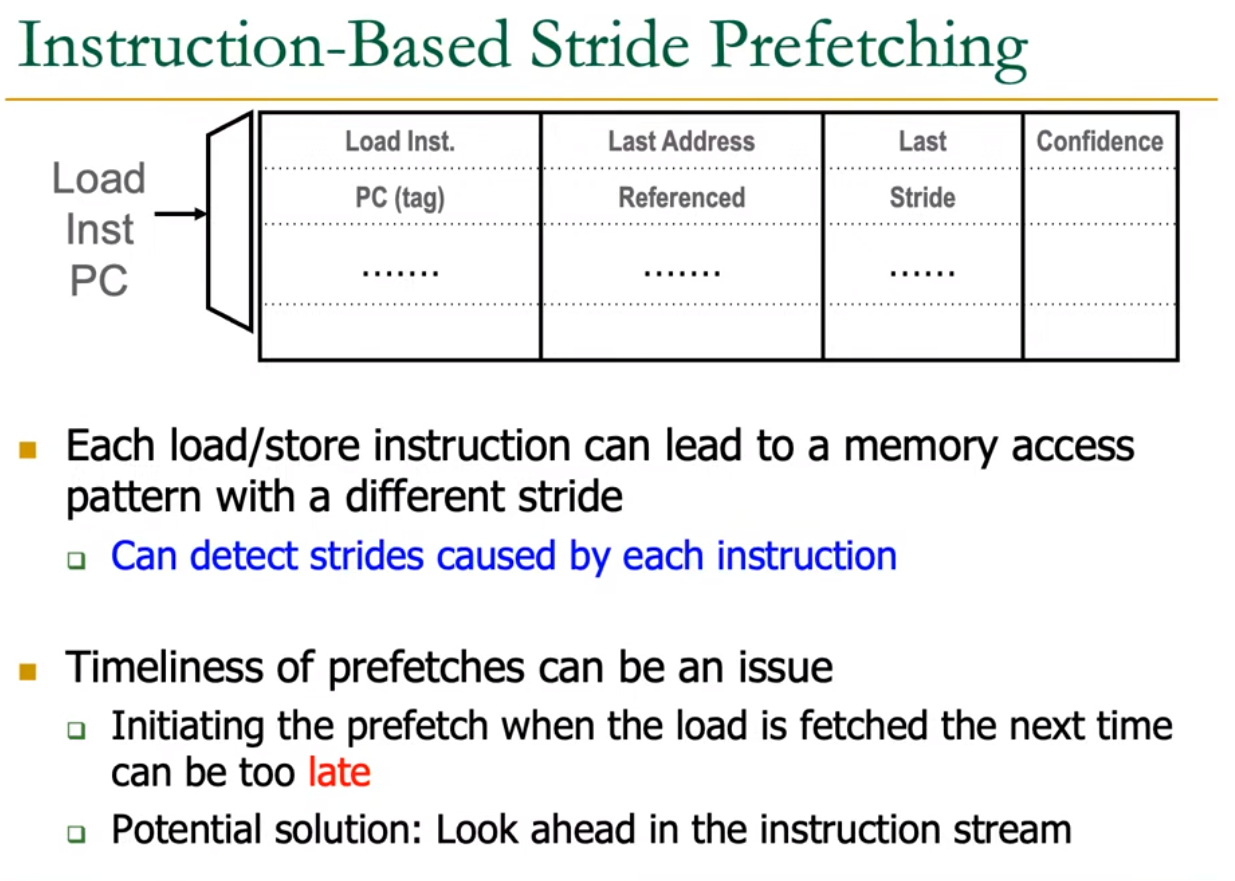 Instruction-Based Stride Prefetching
Load
Inst
PC
Load Inst.
Last Address
Last
Confidence
PC (tag)
Referenced
Stride
.......
.......
......
Each load/store instruction can lead to a memory access
pattern with a different stride
Can detect strides caused by each instruction
Timeliness of prefetches can be an issue
Initiating the prefetch when the load is fetched the next time
can be too late
Potential solution: Look ahead in the instruction stream